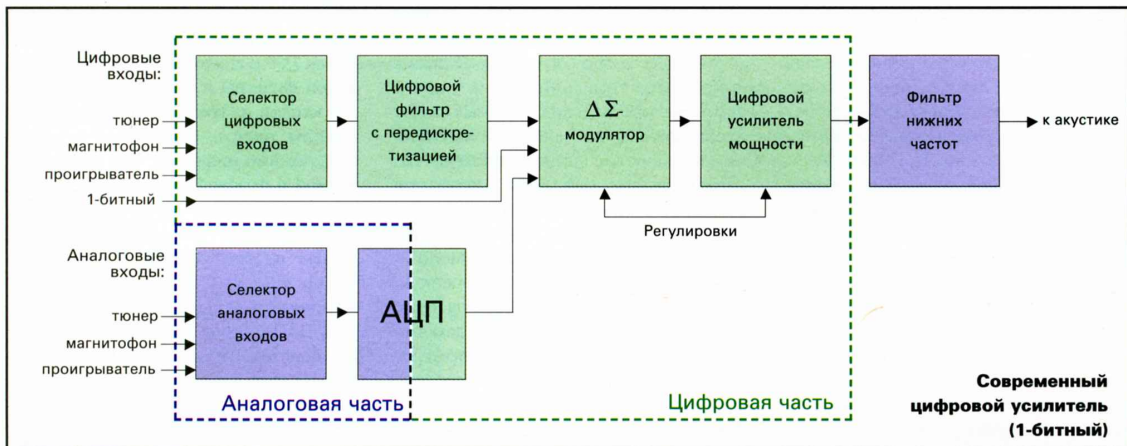 Цифровые
входы:
тюнер
магнитофон
проигрыватель
1-битный
Селектор
цифровых
входов
Цифровой
фильтр
с передискре-
тизацией
ΔΣ-
модулятор
Цифровой
усилитель
мощности
Фильтр
нижних
частот
к акустике
Регулировки
Аналоговые
входы:
тюнер
магнитофон
проигрыватель
Селектор
аналоговых
входов
АЦП
Аналоговая часть
Цифровая часть
Современный
цифровой усилитель
(1-битный)